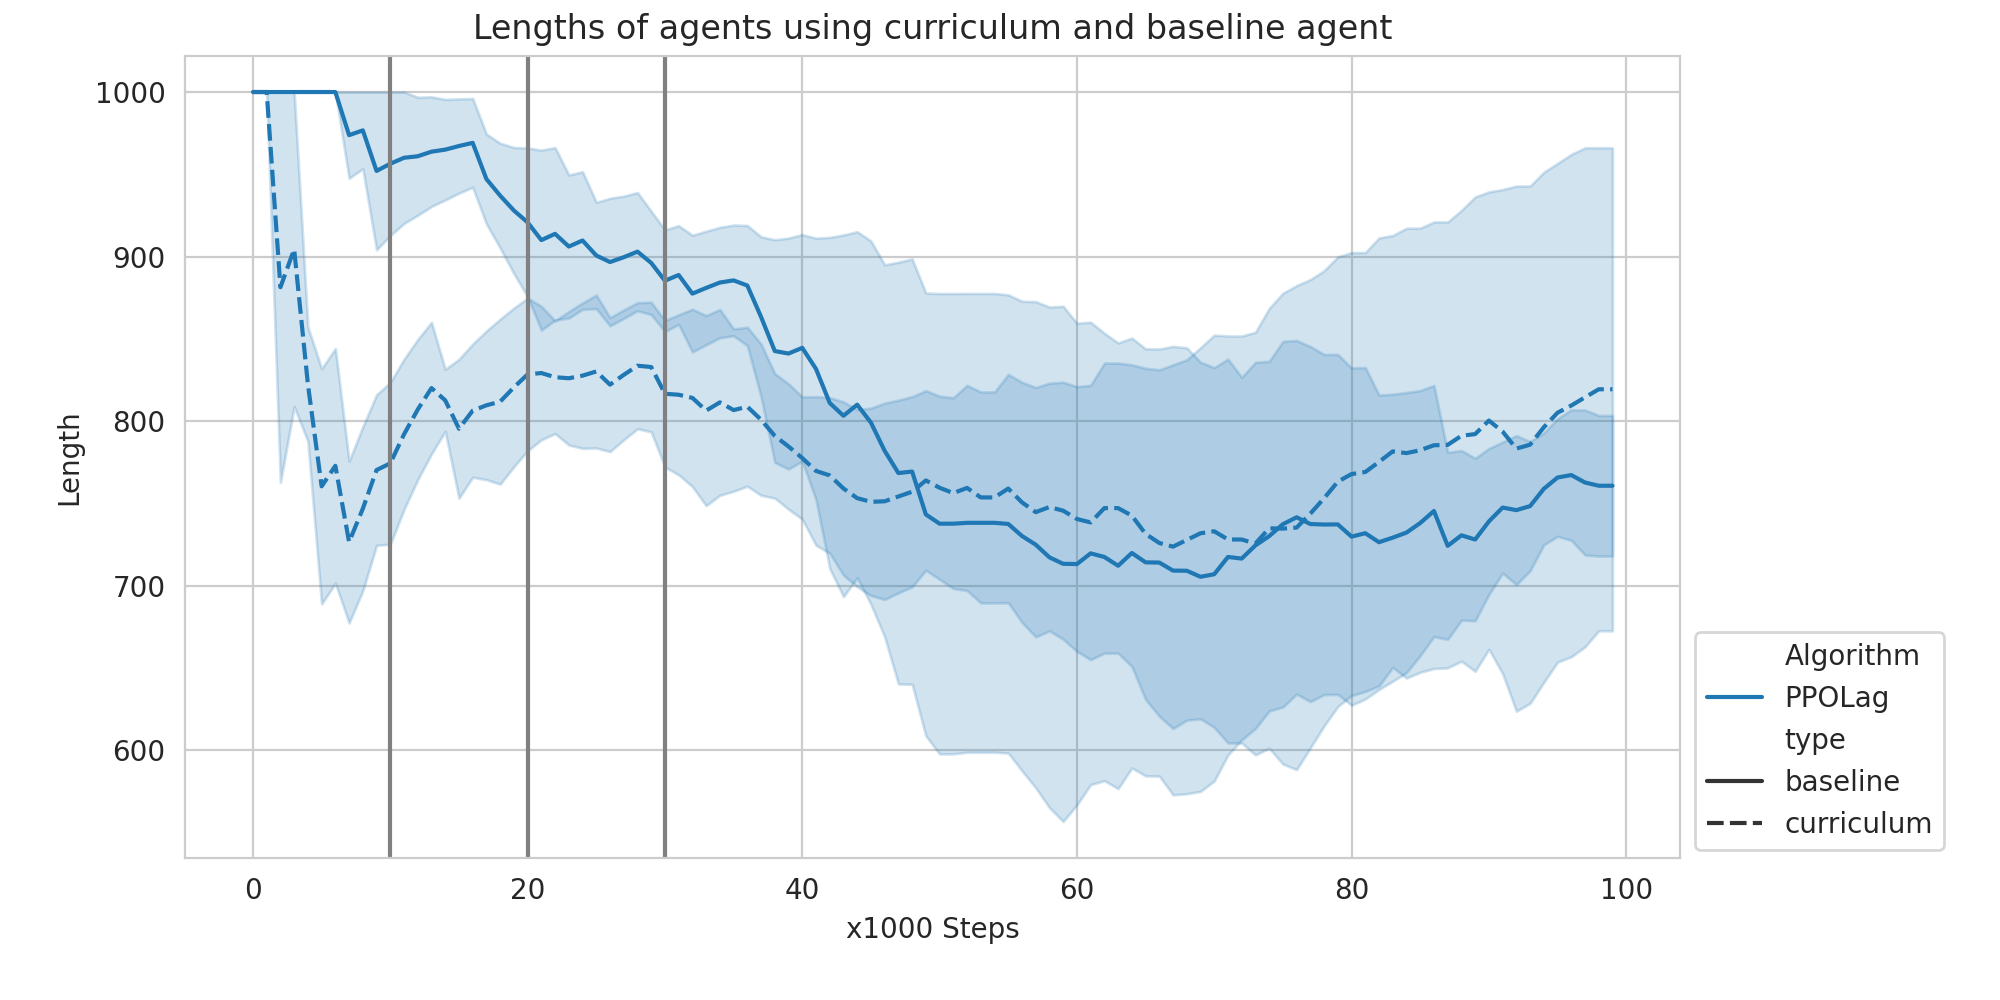 Lengths of agents using curriculum and baseline agent
1000
900
800
700
600
Length
0 20 40 60 80 100
x1000 Steps
Algorithm
PPOLag
type
baseline
curriculum